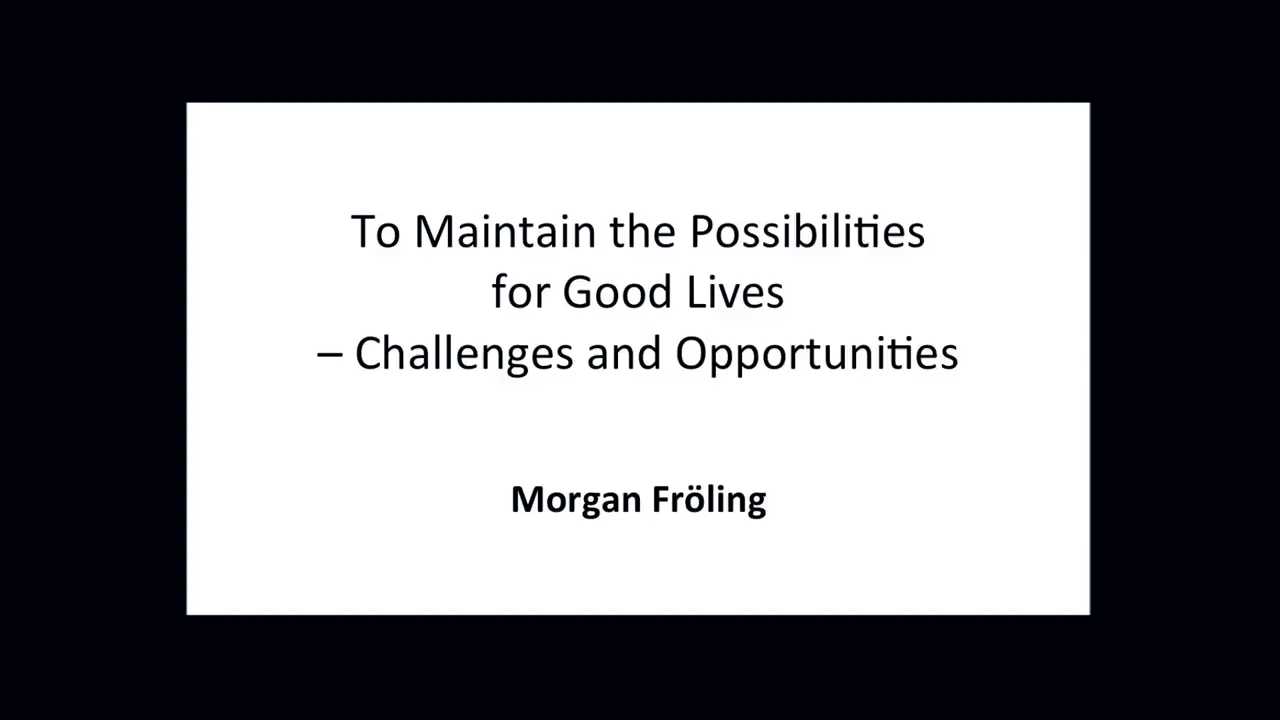 To Maintain the Possibilities
for Good Lives
– Challenges and Opportunities
Morgan Fröling